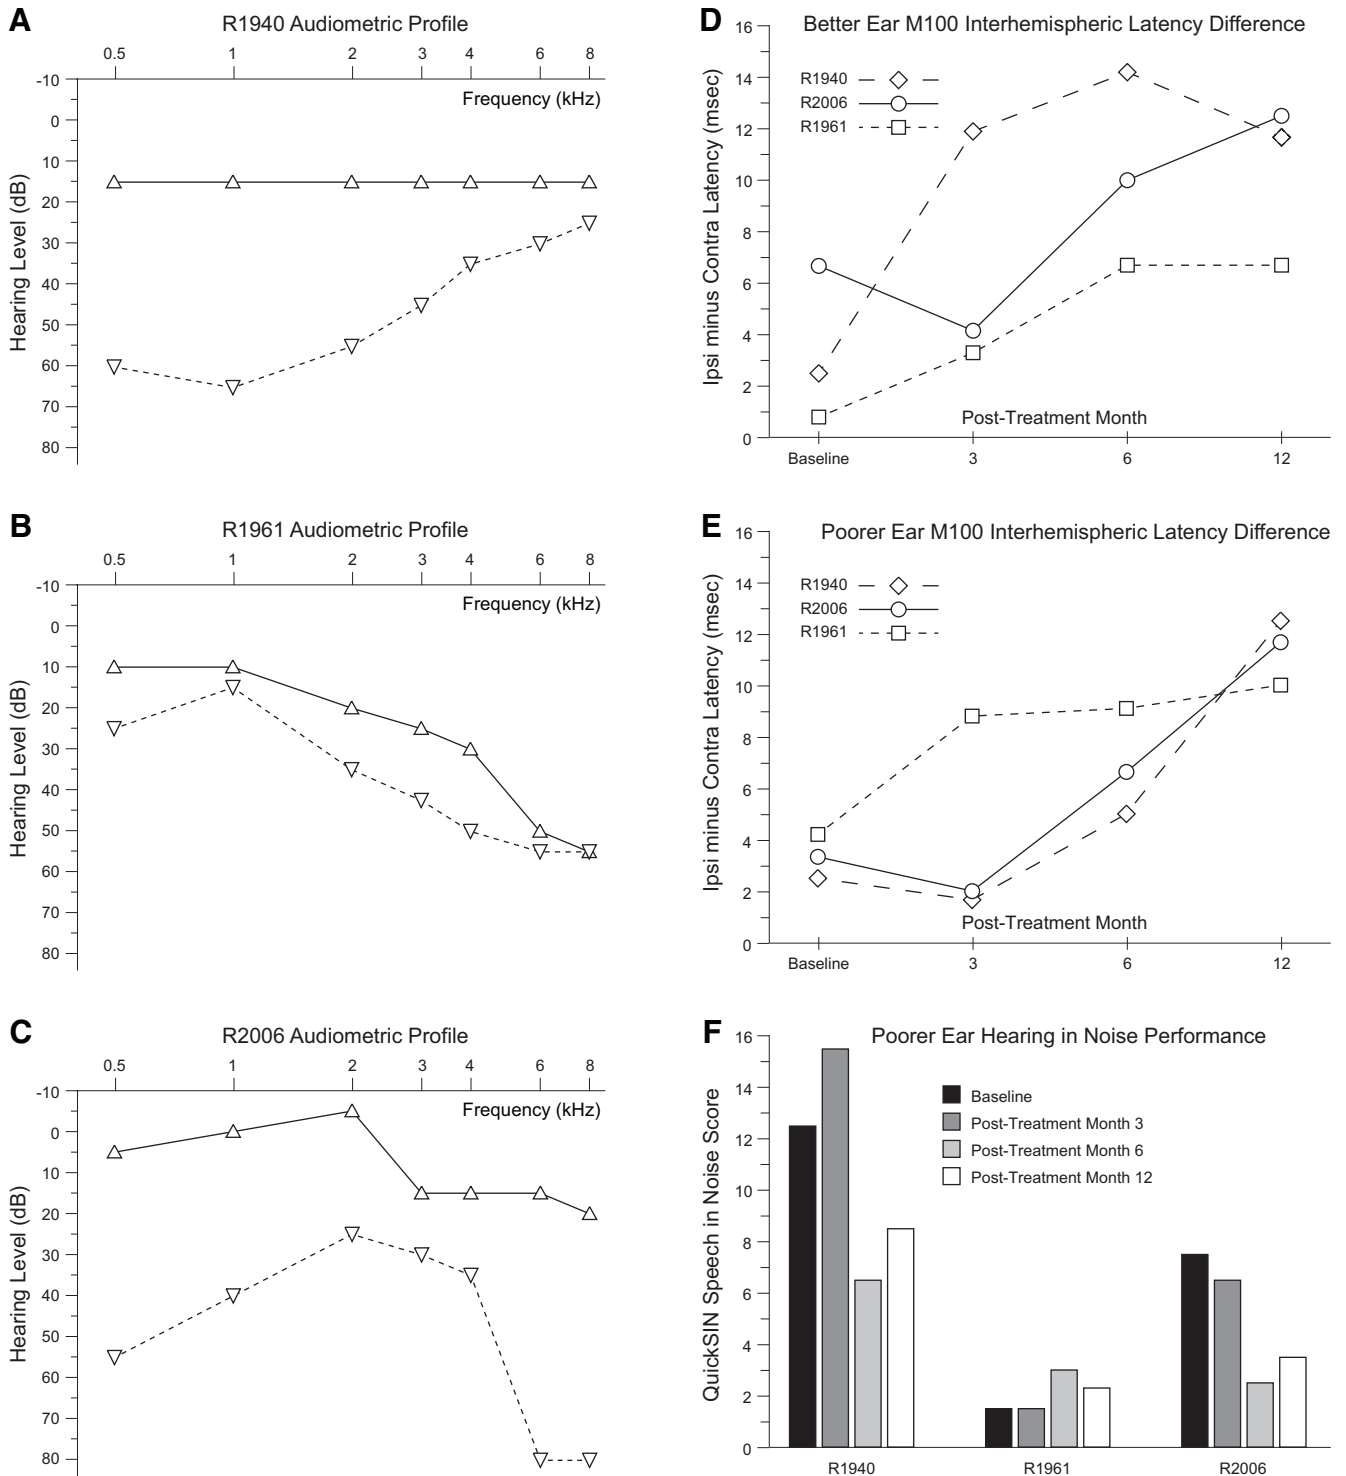 A
R1940 Audiometric Profile
0.5 1 2 3 4 6 8
Frequency (kHz)
Hearing Level (dB)
-10
0
10
20
30
40
50
60
70
80
B
R1961 Audiometric Profile
0.5 1 2 3 4 6 8
Frequency (kHz)
Hearing Level (dB)
-10
0
10
20
30
40
50
60
70
80
C
R2006 Audiometric Profile
0.5 1 2 3 4 6 8
Frequency (kHz)
Hearing Level (dB)
-10
0
10
20
30
40
50
60
70
80
D
Better Ear M100 Interhemispheric Latency Difference
Ipsi minus Contra Latency (msec)
16
14
12
10
8
6
4
2
0
R1940
R2006
R1961
Post-Treatment Month
Baseline 3 6 12
E
Poorer Ear M100 Interhemispheric Latency Difference
Ipsi minus Contra Latency (msec)
16
14
12
10
8
6
4
2
0
R1940
R2006
R1961
Post-Treatment Month
Baseline 3 6 12
F
Poorer Ear Hearing in Noise Performance
QuickSIN Speech in Noise Score
16
14
12
10
8
6
4
2
0
Baseline
Post-Treatment Month 3
Post-Treatment Month 6
Post-Treatment Month 12
R1940 R1961 R2006